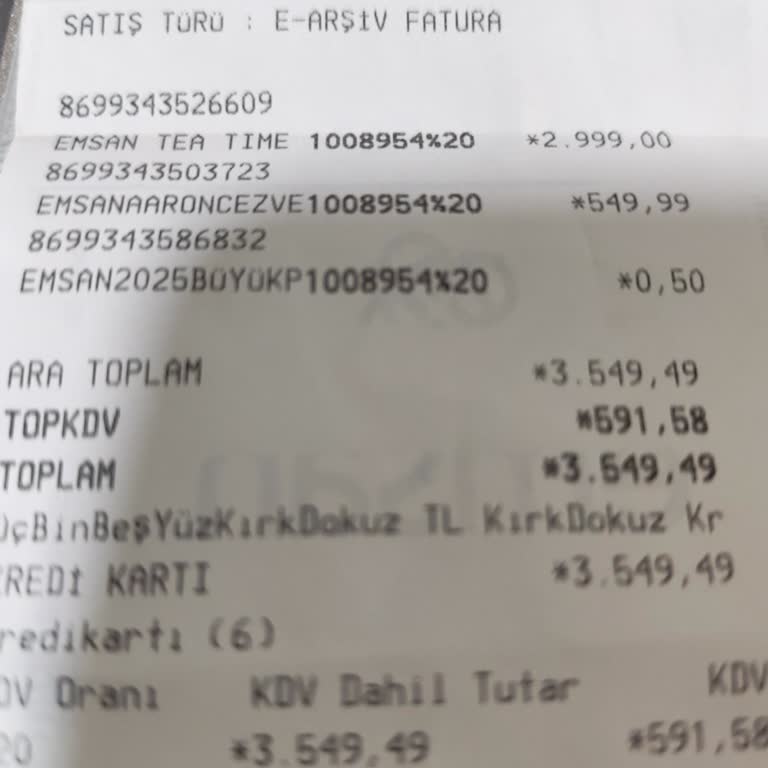 SATIŞ TÜRÜ : E-ARŞİV FATURA
8699343526609
EMSAN TEA TIME 1008954%20 *2.999,00
8699343503723
EMSANAARONCEZVE1008954%20 *549,99
8699343586832
EMSAN2025BÜYÜKP1008954%20 *0,50
ARA TOPLAM *3.549,49
TOPKDV *591,58
TOPLAM *3.549,49
ÜçBinBeşYüzKırkDokuz TL KırkDokuz Kr
REDİ KARTI *3.549,49
redikartı (6)
DV Oranı KDV Dahil Tutar KDV
20 *3.549,49 *591,58